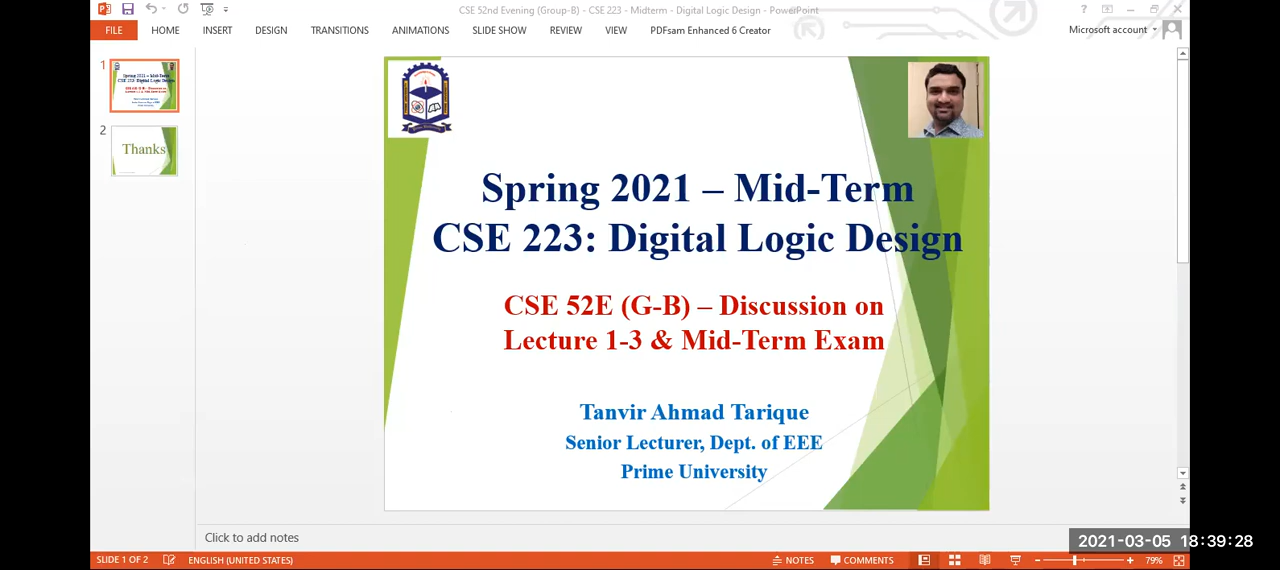 CSE 52nd Evening (Group-B) - CSE 223 - Midterm - Digital Logic Design - PowerPoint
FILE HOME INSERT DESIGN TRANSITIONS ANIMATIONS SLIDE SHOW REVIEW VIEW PDFsam Enhanced 6 Creator Microsoft account
1
2
Thanks
Spring 2021 – Mid-Term
CSE 223: Digital Logic Design
CSE 52E (G-B) – Discussion on
Lecture 1-3 & Mid-Term Exam
Tanvir Ahmad Tarique
Senior Lecturer, Dept. of EEE
Prime University
Click to add notes
2021-03-05 18:39:28
SLIDE 1 OF 2 ENGLISH (UNITED STATES) NOTES COMMENTS 79%